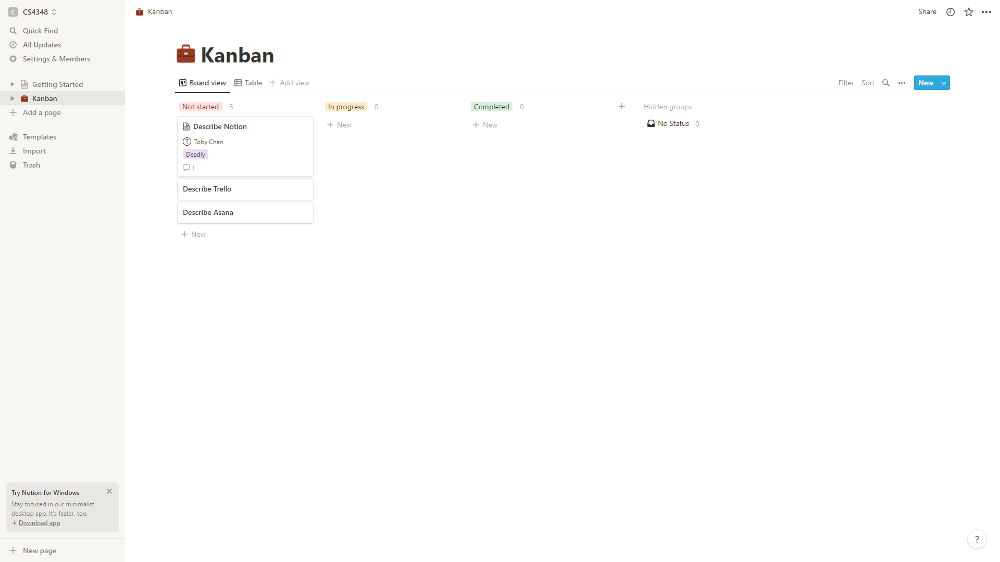 C CS4348
Quick Find
All Updates
Settings & Members
Getting Started
Kanban
Add a page
Templates
Import
Trash
Try Notion for Windows
Stay focused in our minimalist
desktop app. It's faster, too.
Download app
New page
Kanban
Share
Kanban
Board view Table Add view
Filter Sort New
Not started 3
Describe Notion
T Toby Chan
Deadly
1
Describe Trello
Describe Asana
New
In progress 0
New
Completed 0
New
Hidden groups
No Status 0
?